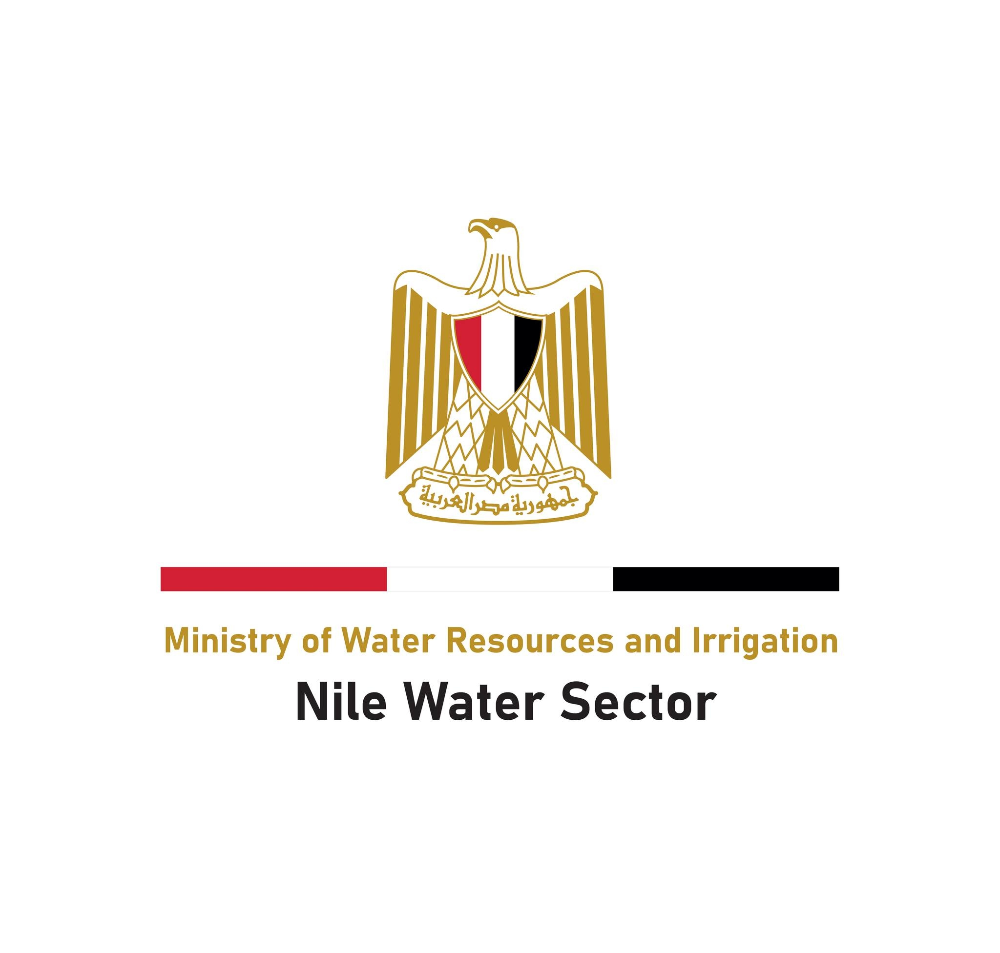 جمهورية مصر العربية
Ministry of Water Resources and Irrigation
Nile Water Sector